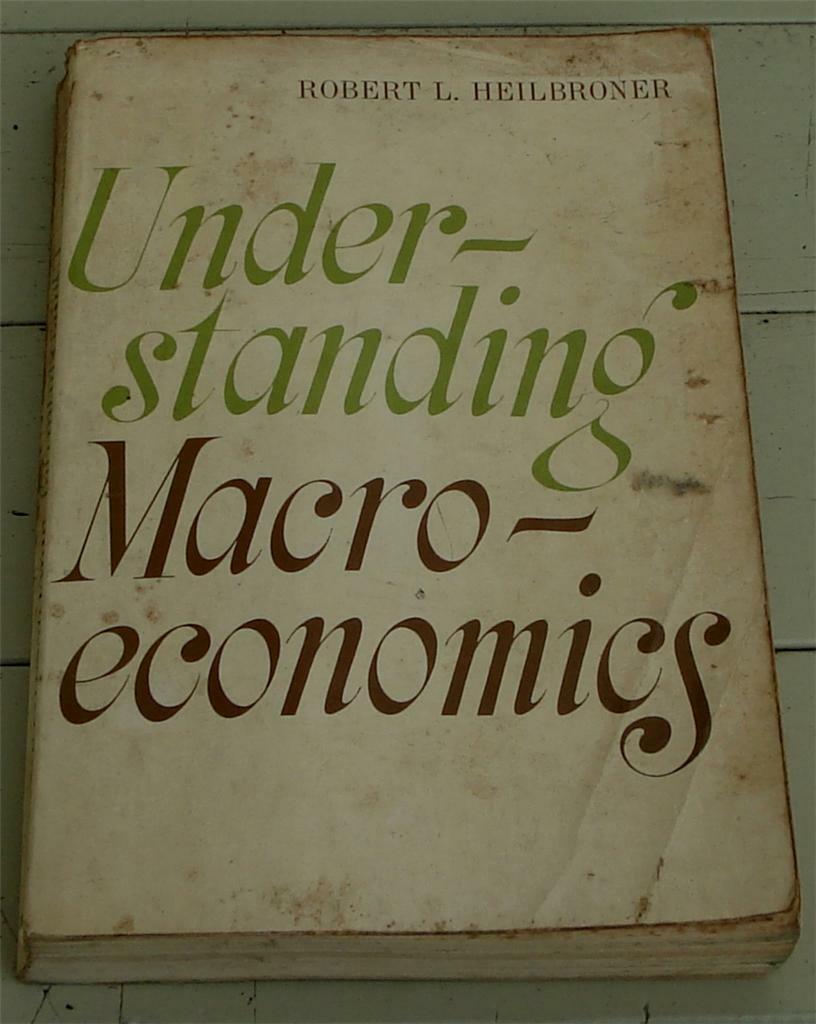 ROBERT L. HEILBRONER
Under-
standing
Macro-
economics